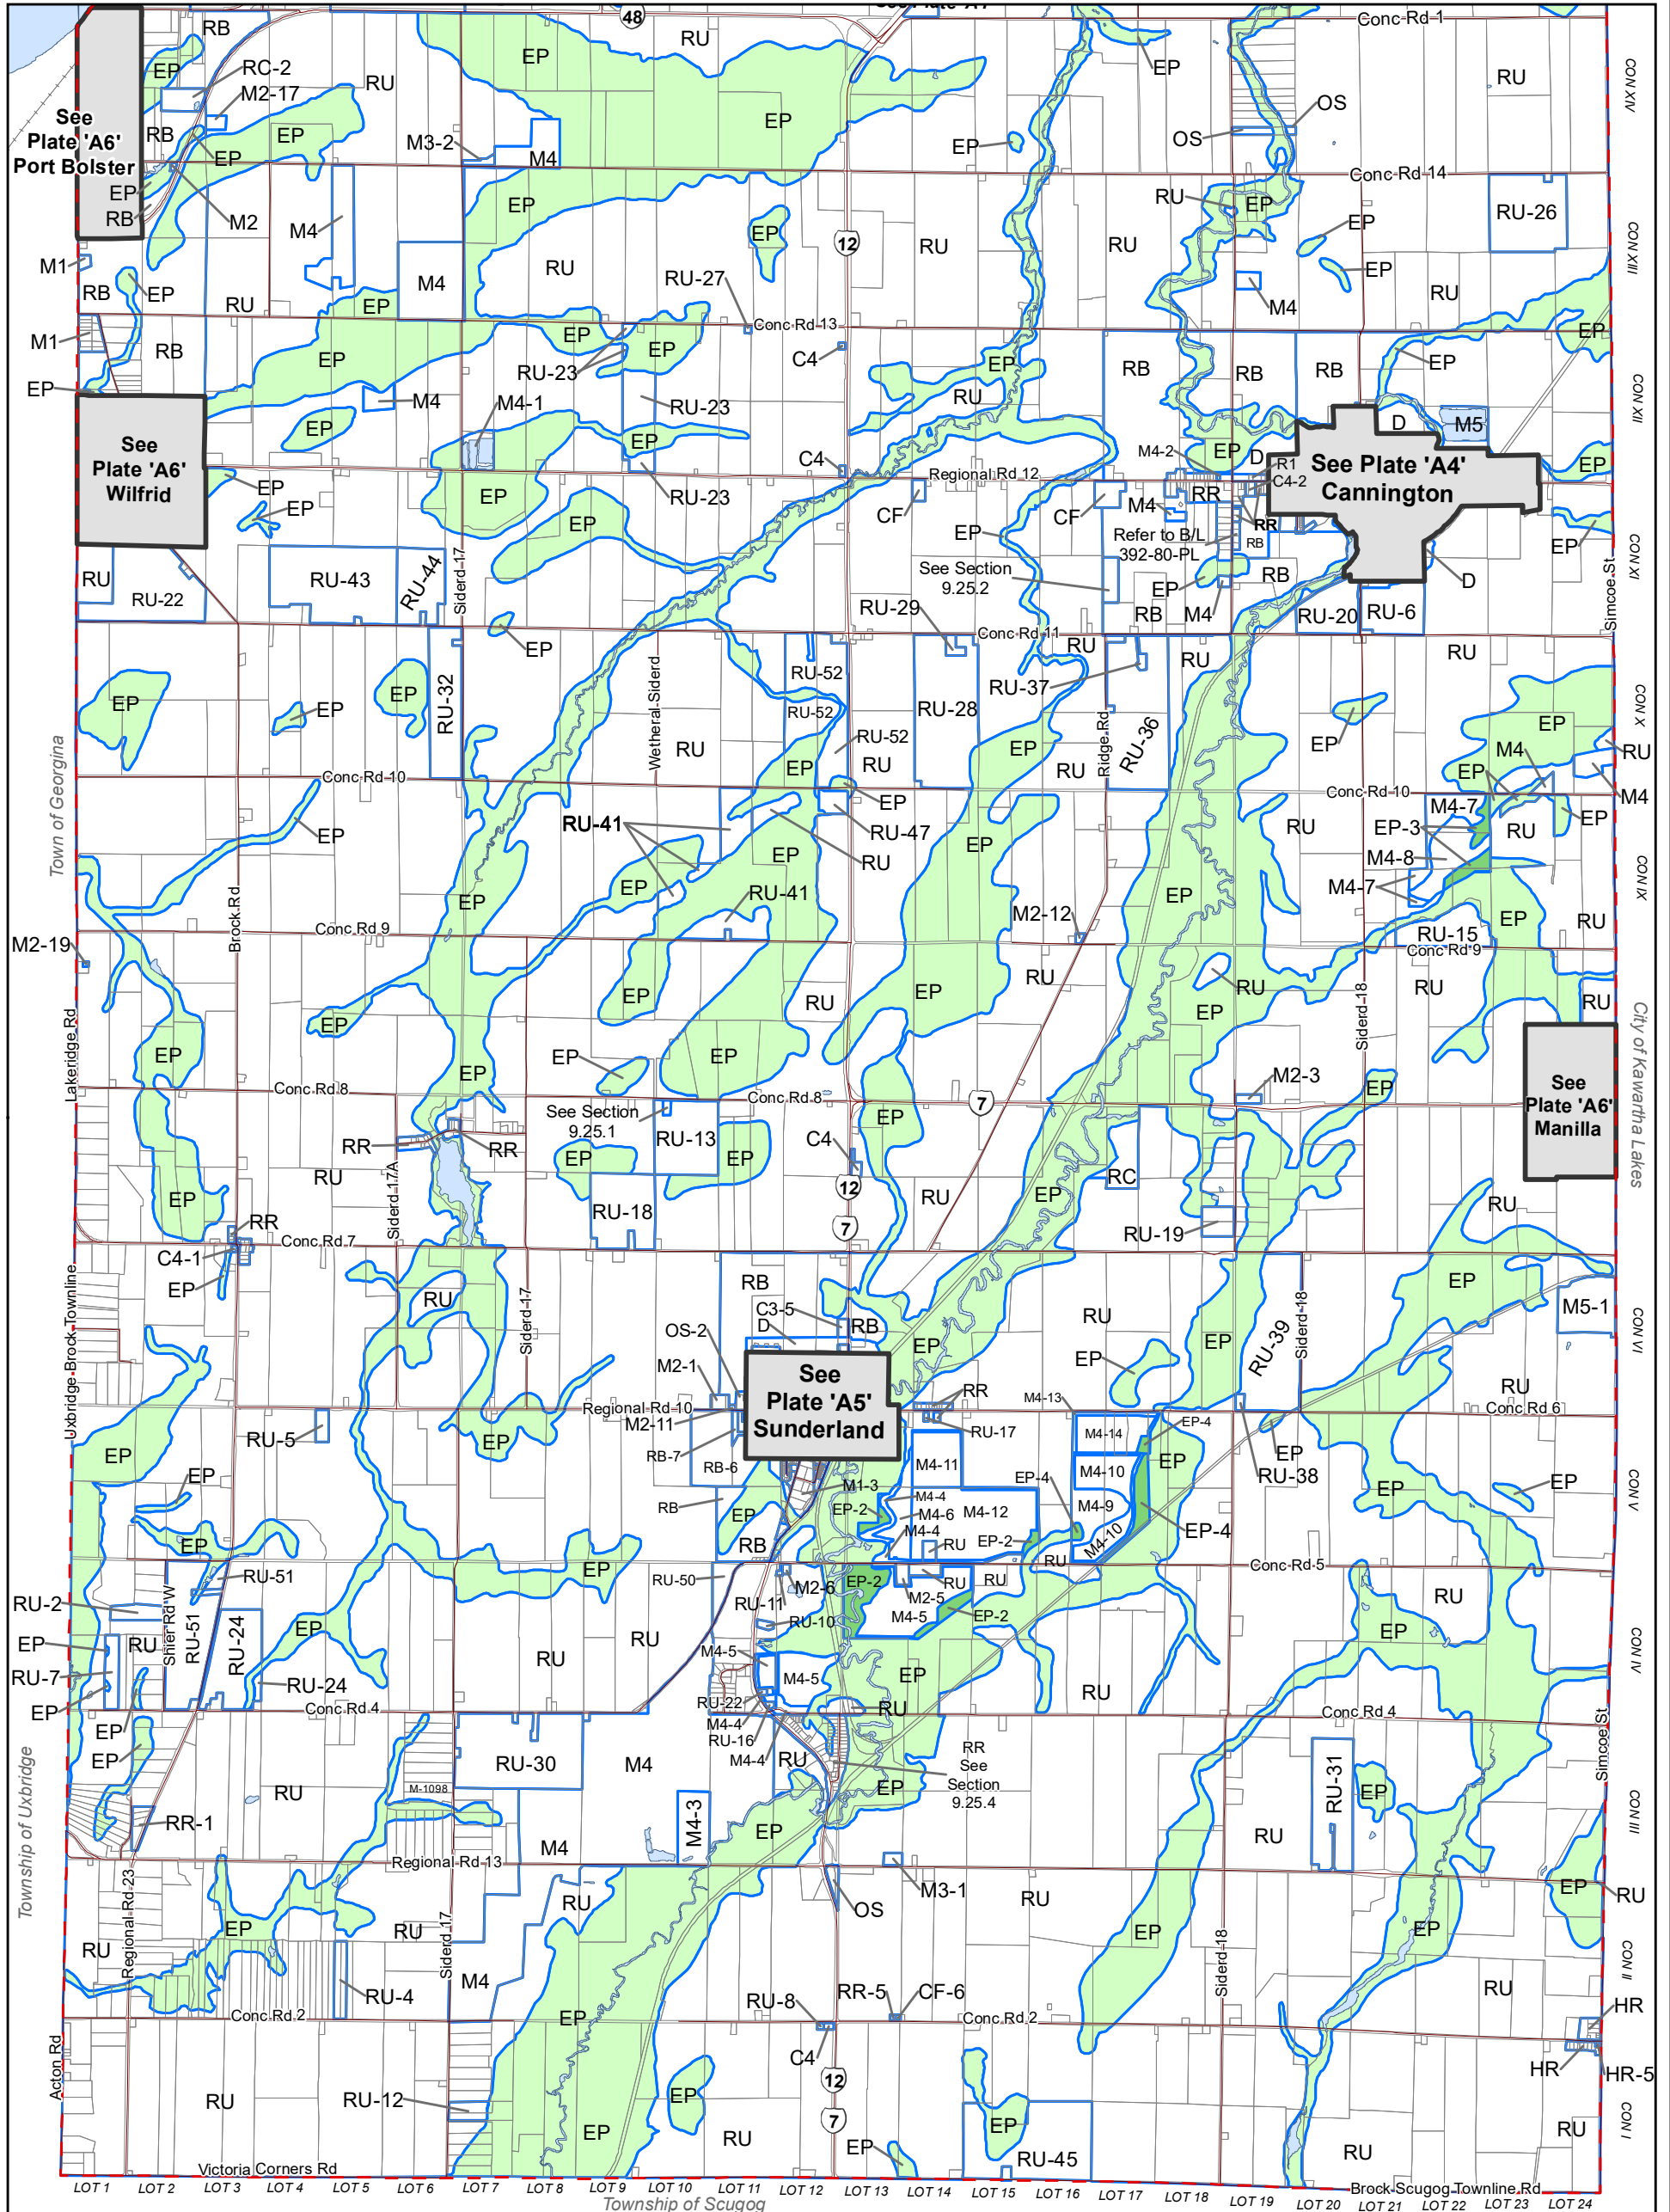 48
See Plate 'A1'
Conc Rd 1
RB
RU
EP
RU
EP
RC-2
RU
M2-17
EP
RU
CON XIV
See
Plate 'A6'
Port Bolster
RB
EP
EP
M3-2
M4
EP
EP
OS
OS
Conc Rd 14
EP
RB
M2
M4
EP
EP
12
RU
RU
RU
EP
EP
RU-26
M1
RB
EP
RU
EP
M4
RU
RU-27
EP
M4
RU
CON XIII
Conc Rd 13
M1
RB
EP
EP
EP
C4
EP
RU
RB
RB
RB
EP
EP
EP
RU-23
RU-23
M4
M4-1
EP
EP
D
M5
CON XII
See
Plate 'A6'
Wilfrid
C4
Regional Rd 12
M4-2
EP
D
R1
C4-2
See Plate 'A4'
Cannington
EP
EP
EP
EP
RU-23
CF
CF
M4
RR
RR
RB
Refer to B/L
392-80-PL
EP
EP
EP
See Section
9.25.2
EP
RB
D
CON XI
Simcoe St
RU
RU-22
RU-43
RU-44
Siderd 17
RU-29
RB
M4
RU-20
RU-6
EP
Conc Rd 11
RU
RU
RU
EP
EP
EP
RU-32
Wetheral Siderd
RU-52
RU-52
RU-52
RU-28
RU-37
RU-36
Ridge Rd
EP
EP
CON X
RU
RU
EP
RU
EP
RU
M4
EP
M4
Town of Georgina
Conc Rd 10
Conc Rd 10
EP
RU-41
EP
RU-47
RU
EP
EP
RU
M4-7
EP-3
RU
EP
M4-8
M4-7
CON IX
EP
EP
RU-41
EP
M2-12
EP
RU
RU-15
Brock Rd
Conc Rd 9
Conc Rd 9
M2-19
EP
EP
RU
EP
RU
RU
EP
RU
RU
Siderd 18
City of Kawartha Lakes
Lakeridge Rd
EP
EP
EP
EP
M2-3
EP
See
Plate 'A6'
Manilla
Conc Rd 8
Conc Rd 8
7
See Section
9.25.1
RU-13
EP
RR
RR
EP
EP
C4
RC
RU
Siderd 17A
EP
RU-18
12
RU
EP
RU-19
RU
7
RR
Conc Rd 7
C4-1
EP
RU
RB
EP
M5-1
Uxbridge-Brock Townline
Siderd 17
C3-5
D
RB
OS-2
EP
RU
EP
RU-39
Siderd 18
EP
CON VI
M2-1
See
Plate 'A5'
Sunderland
RR
M4-13
RU
Regional Rd 10
M2-11
Conc Rd 6
EP
RU-5
EP
RB-7
RB-6
RU-17
M4-14
EP-4
EP
EP
RU-38
EP
M4-11
EP-4
M4-10
EP
EP
RB
EP
M1-3
EP-2
M4-4
M4-6
M4-12
M4-9
EP-4
CON V
M4-4
RU
EP-2
M4-10
EP
RB
EP
RU
Conc Rd 5
RU-51
RU-50
M2-6
EP-2
RU
RU
M2-5
RU
RU-2
RU-11
RU-10
M4-5
EP-2
EP
RU
Sliter Rd W
RU-51
RU-24
EP
RU
RU
EP
RU-7
M4-5
M4-5
EP
RU
CON IV
EP
RU-24
RU-22
RU
Conc Rd 4
Conc Rd 4
EP
EP
M4-4
RU-16
M4-4
RU
RU-30
M4
RR
See
Section
9.25.4
Simcoe St
Township of Uxbridge
RU
M-1098
EP
RU-31
EP
RR-1
M4-3
EP
RU
CON III
M4
Regional Rd 13
M3-1
Regional Rd 23
RU
OS
RU
EP
RU
EP
RU
EP
EP
RU
Siderd 17
M4
Siderd 18
RU
CON II
RU-4
RU-8
RR-5
CF-6
HR
Conc Rd 2
EP
Conc Rd 2
C4
HR
HR-5
Acton Rd
RU
RU-12
EP
12
7
EP
RU
CON I
EP
RU
EP
RU-45
RU
Victoria Corners Rd
Brock Scugog Townline Rd
LOT 1
LOT 2
LOT 3
LOT 4
LOT 5
LOT 6
LOT 7
LOT 8
LOT 9
LOT 10
LOT 11
LOT 12
LOT 13
LOT 14
LOT 15
LOT 16
LOT 17
LOT 18
LOT 19
LOT 20
LOT 21
LOT 22
LOT 23
LOT 24
Township of Scugog